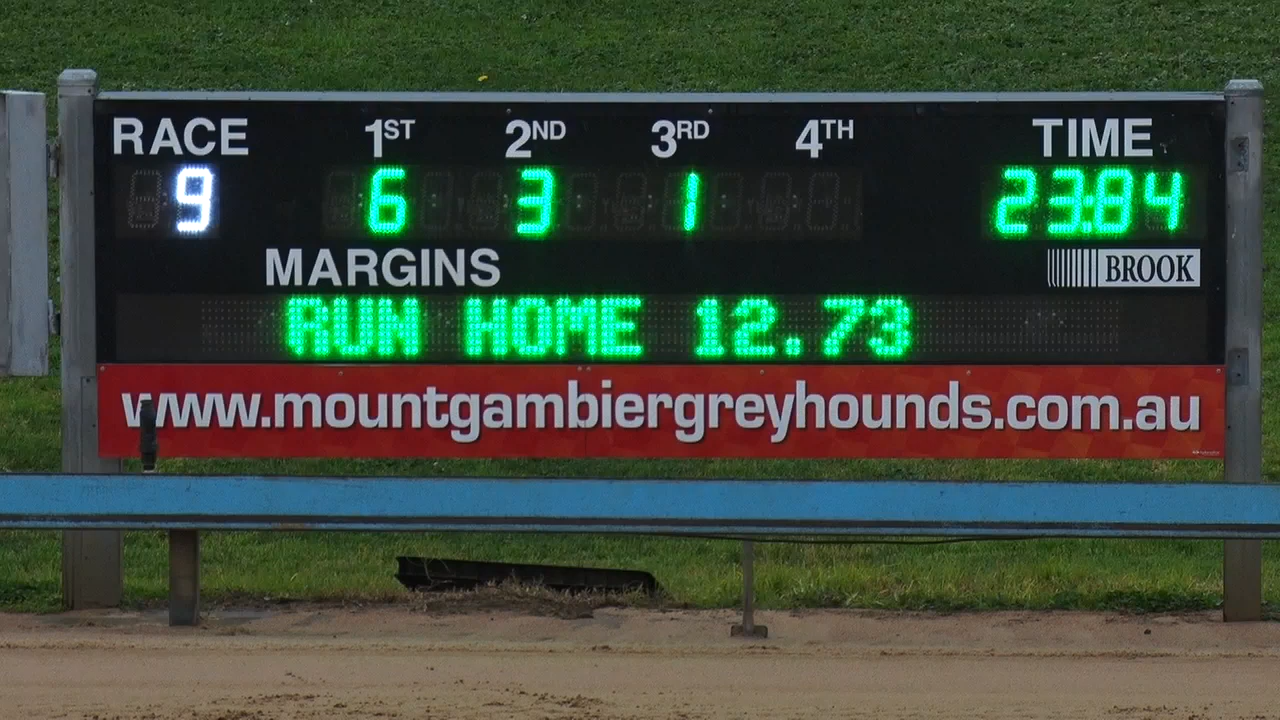 RACE 1ST 2ND 3RD 4TH TIME
9 6 3 1 23.84
MARGINS BROOK
RUN HOME 12.73
www.mountgambiergreyhounds.com.au